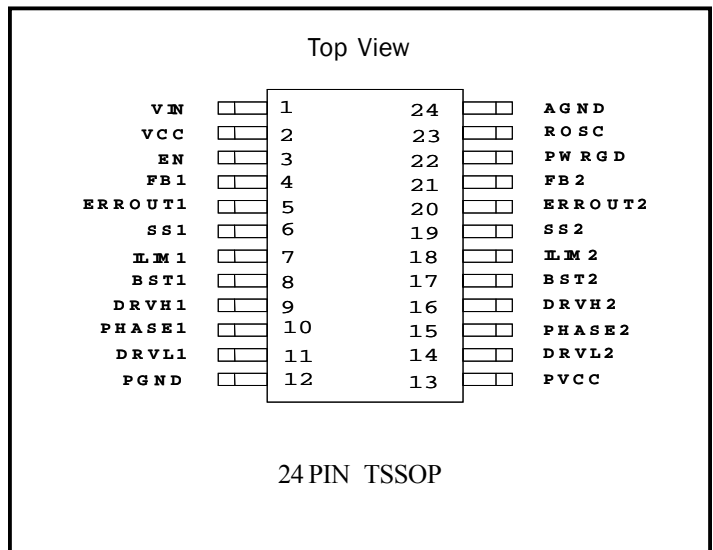 Top View
VIN 1 24 AGND
VCC 2 23 ROSC
EN 3 22 PWRGD
FB1 4 21 FB2
ERROUT1 5 20 ERROUT2
SS1 6 19 SS2
ILIM1 7 18 ILIM2
BST1 8 17 BST2
DRVH1 9 16 DRVH2
PHASE1 10 15 PHASE2
DRVL1 11 14 DRVL2
PGND 12 13 PVCC
24 PIN TSSOP